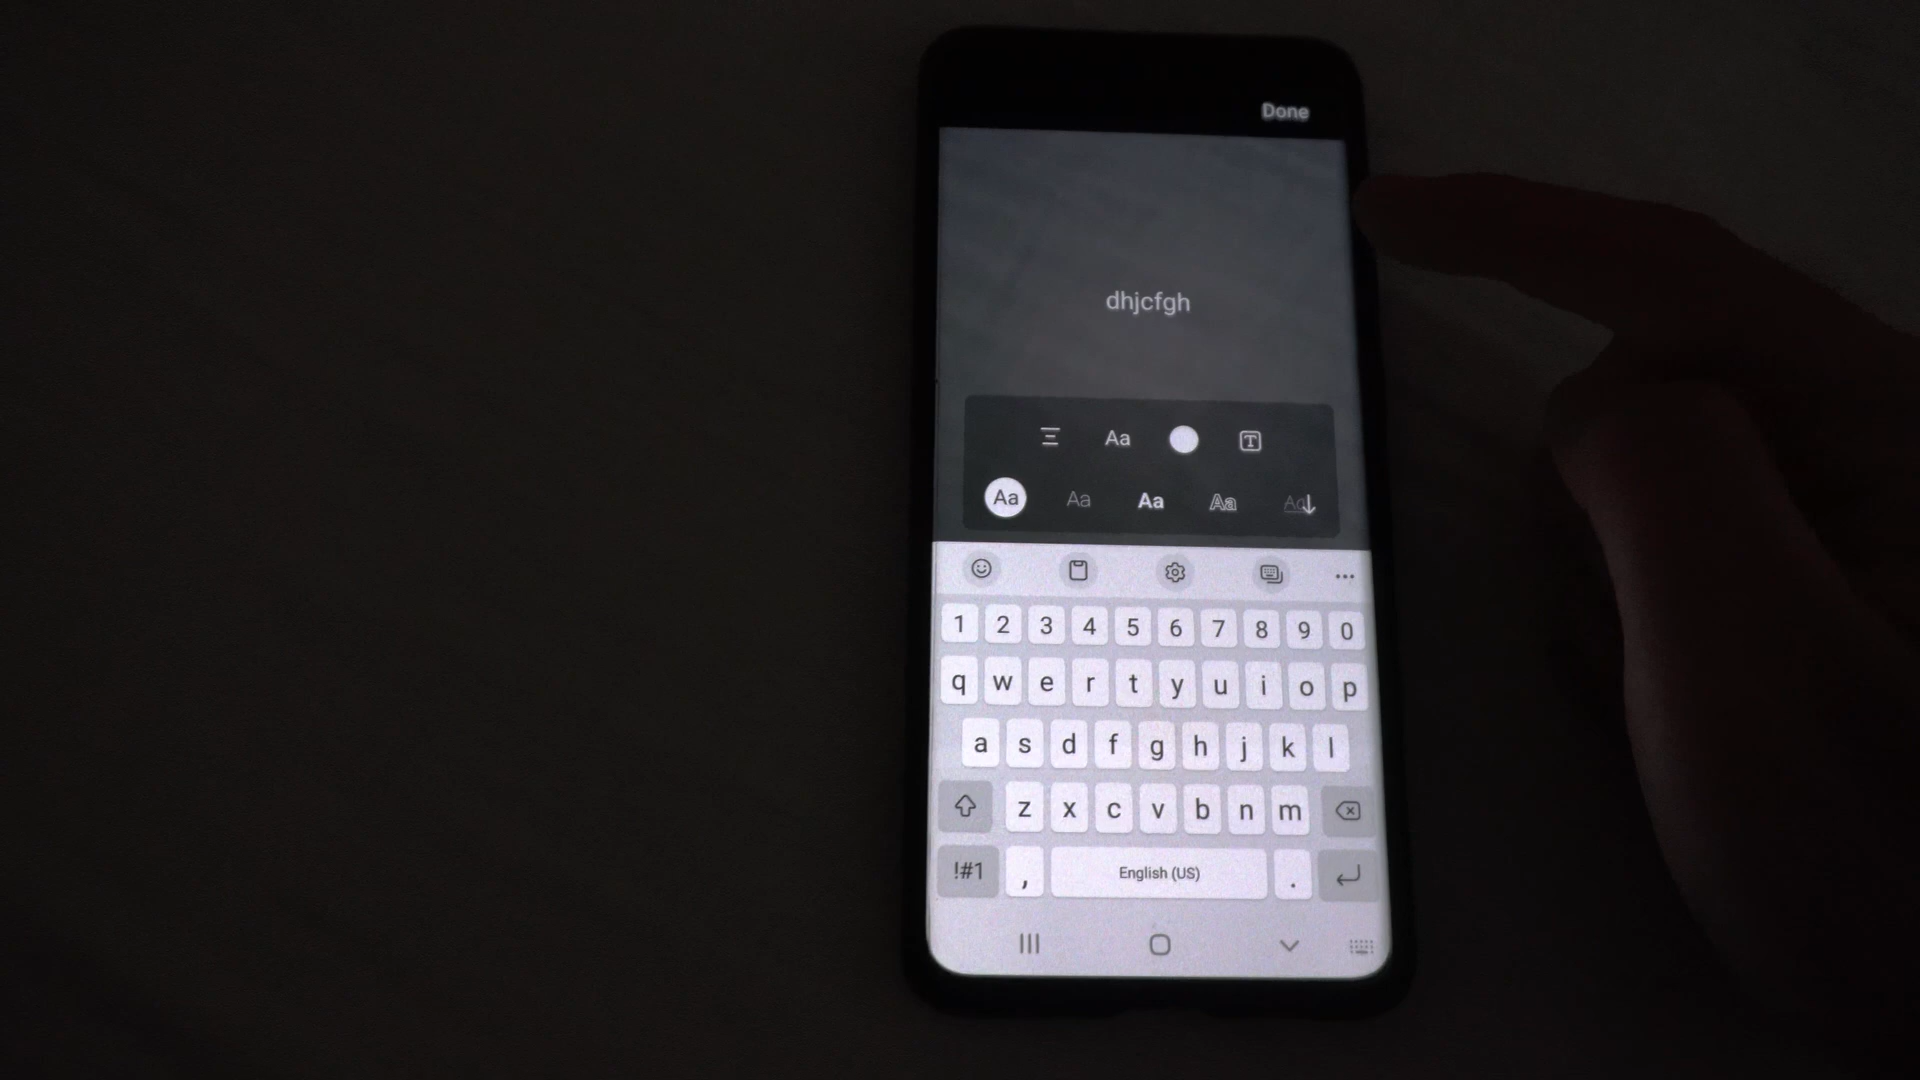 Done
dhjcfgh
Aa
Aa Aa Aa Aa Aa
1 2 3 4 5 6 7 8 9 0
q w e r t y u i o p
a s d f g h j k l
z x c v b n m
!#1 , English (US) .